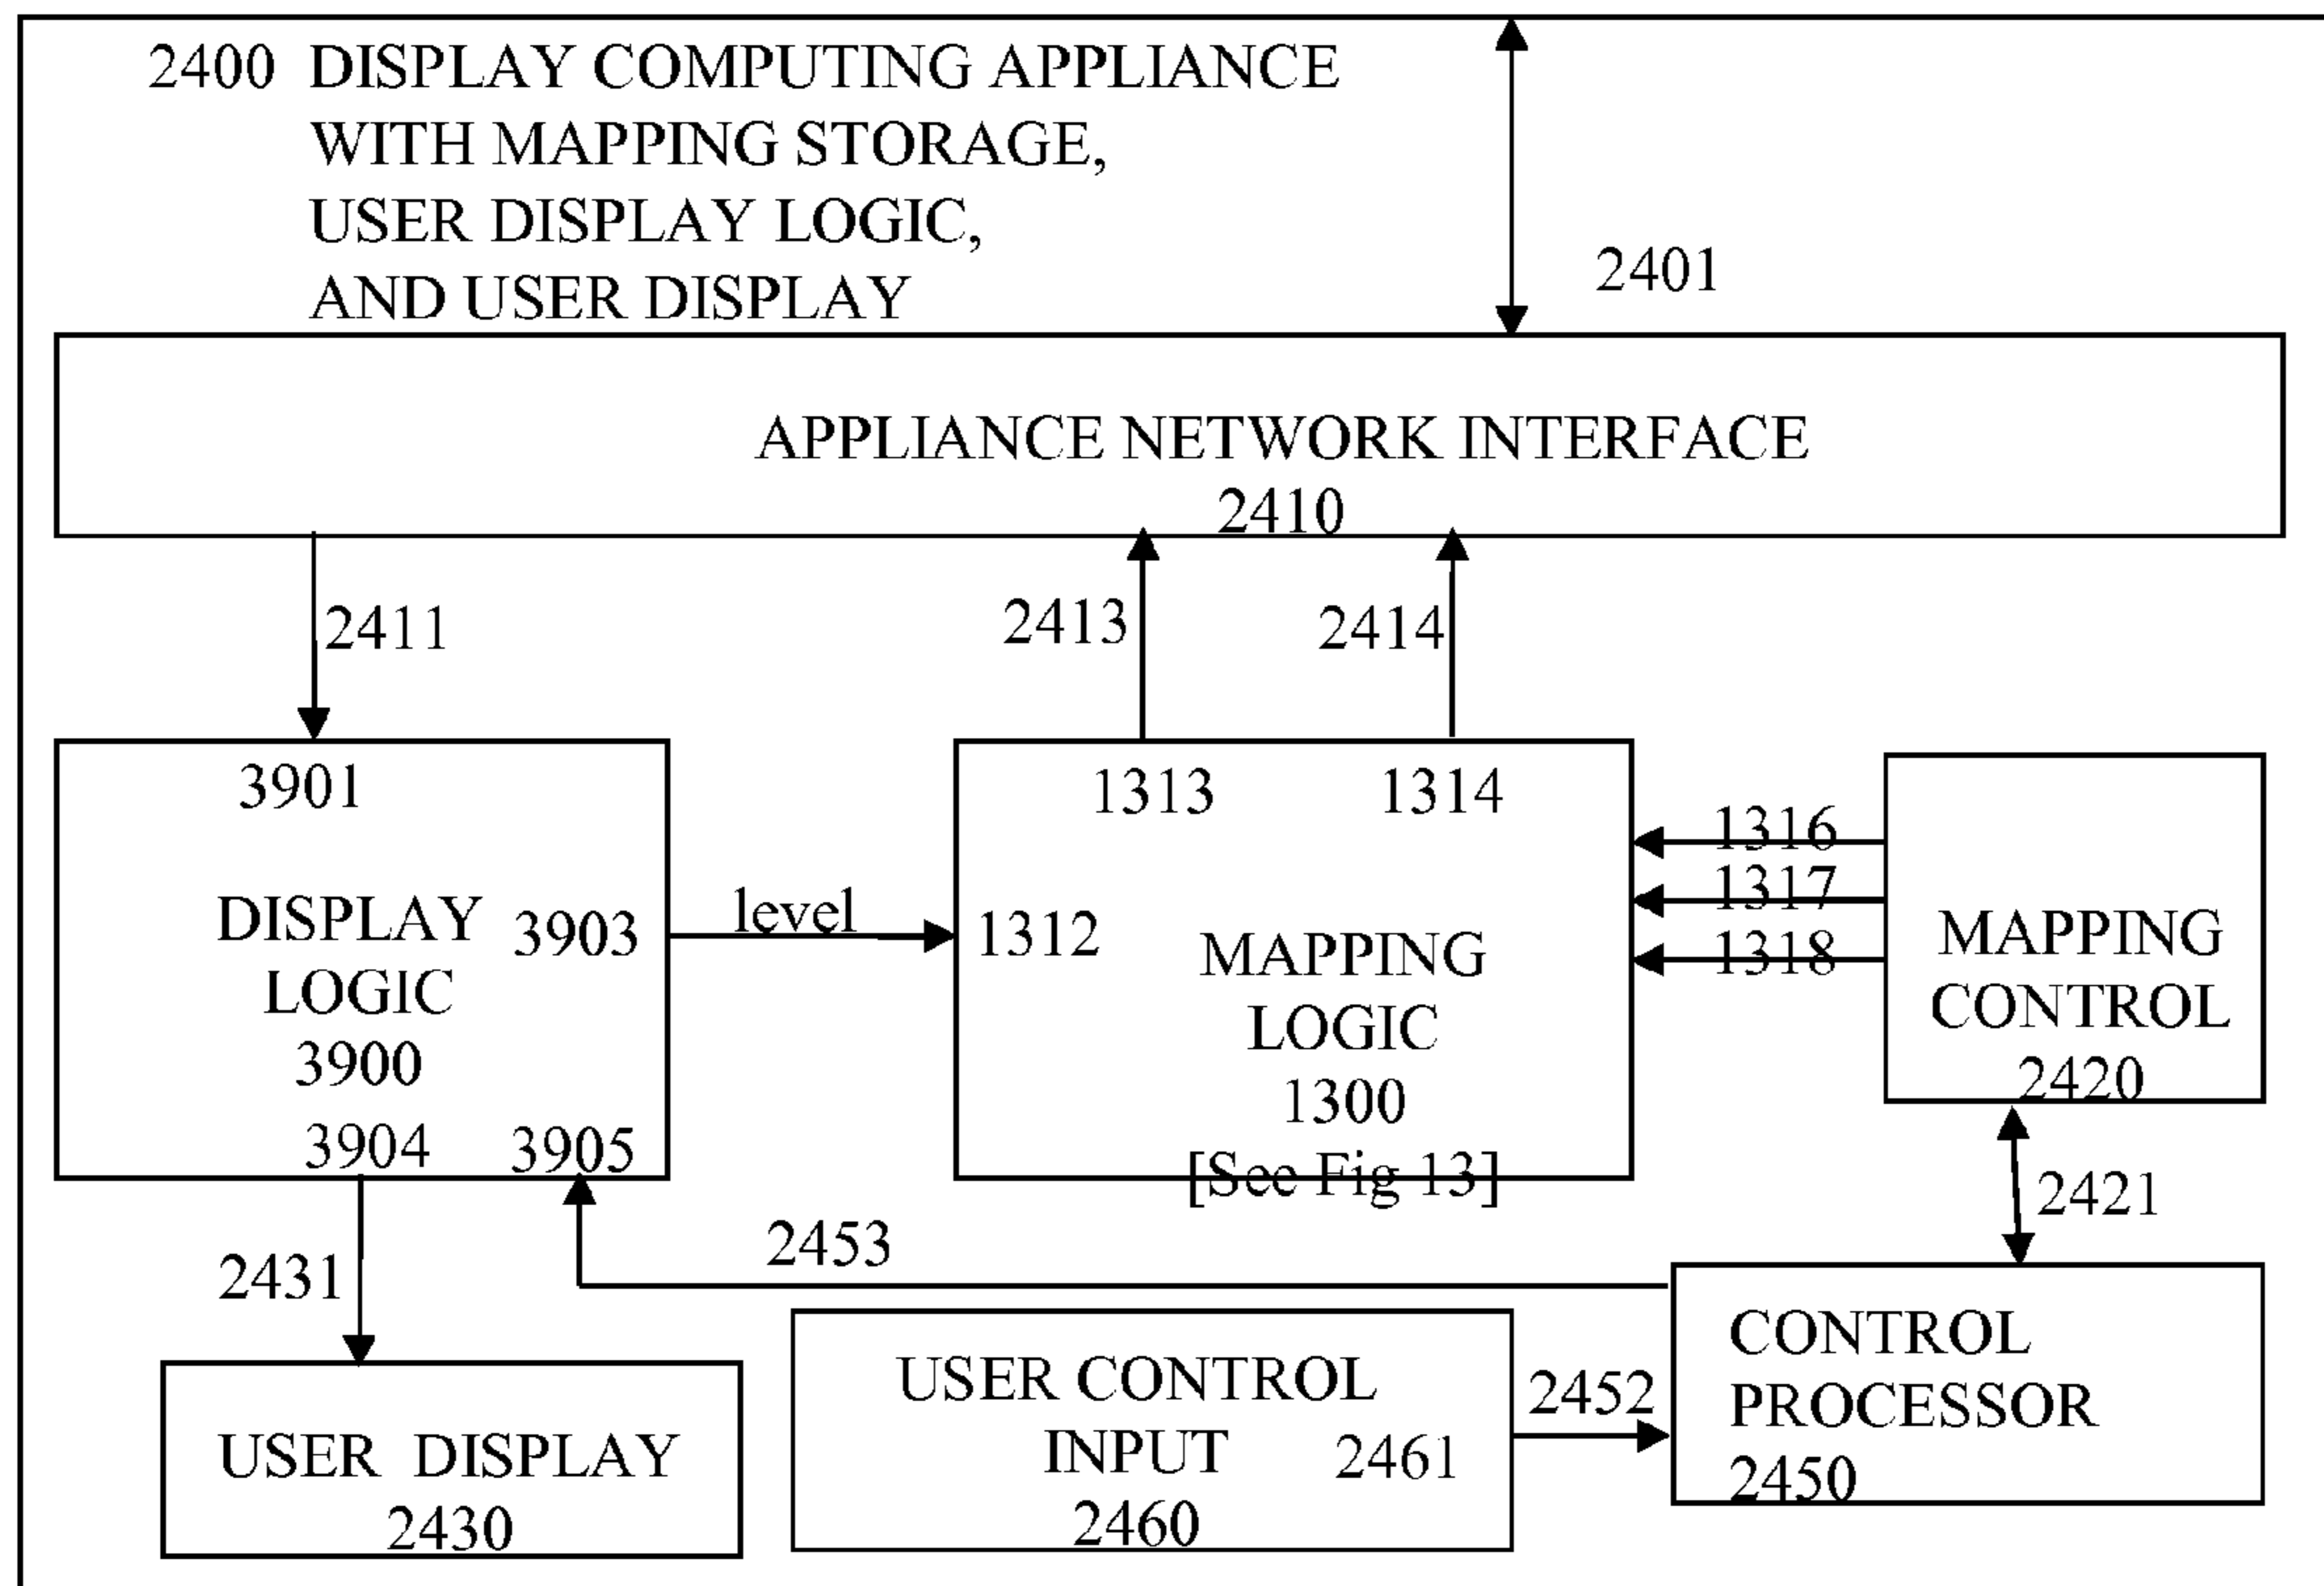 2400 DISPLAY COMPUTING APPLIANCE
WITH MAPPING STORAGE,
USER DISPLAY LOGIC,
AND USER DISPLAY
2401
APPLIANCE NETWORK INTERFACE
2410
2411
2413
2414
3901
1313
1314
1316
1317
1318
DISPLAY
LOGIC
3900
3903
level
1312
MAPPING
LOGIC
1300
[See Fig 13]
MAPPING
CONTROL
2420
3904
3905
2421
2453
2431
USER DISPLAY
2430
USER CONTROL
INPUT
2461
2460
2452
CONTROL
PROCESSOR
2450